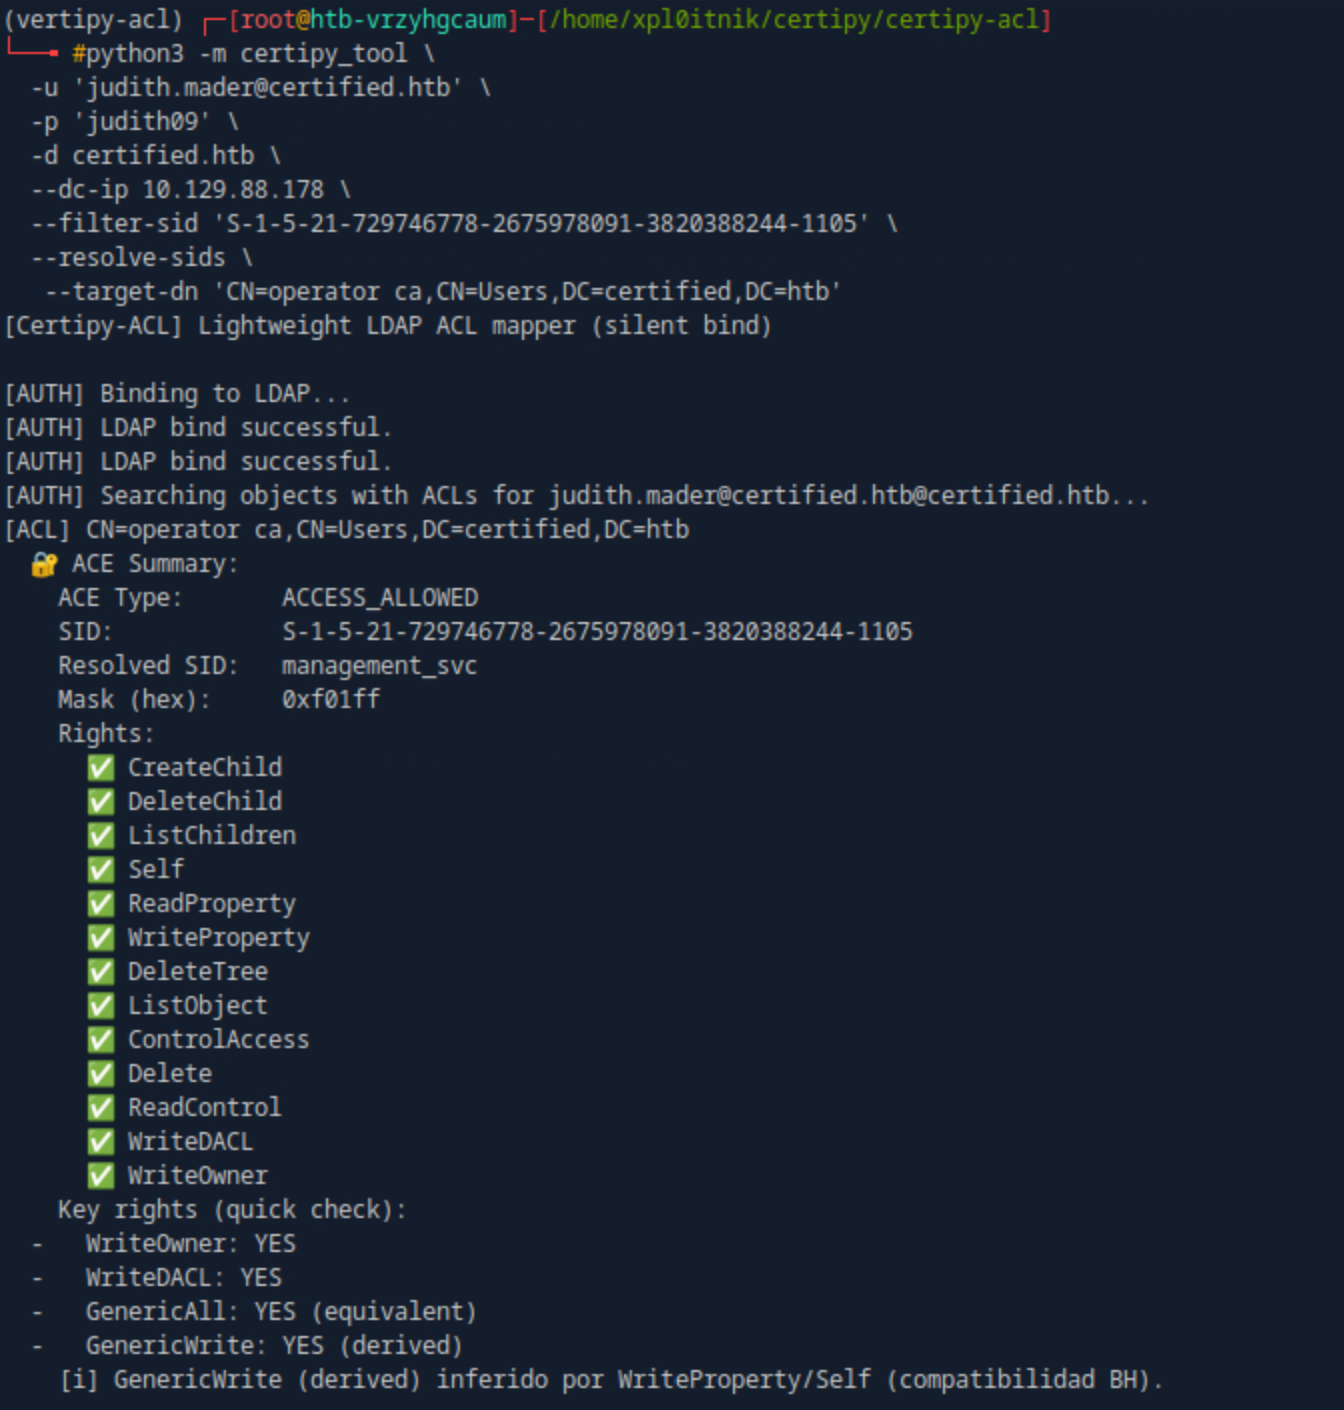 (vertipy-acl) ┌─[root@htb-vrzyhgcaum]─[/home/xpl0itnik/certipy/certipy-acl]
└──╼ #python3 -m certipy_tool \
-u 'judith.mader@certified.htb' \
-p 'judith09' \
-d certified.htb \
--dc-ip 10.129.88.178 \
--filter-sid 'S-1-5-21-729746778-2675978091-3820388244-1105' \
--resolve-sids \
--target-dn 'CN=operator ca,CN=Users,DC=certified,DC=htb'
[Certipy-ACL] Lightweight LDAP ACL mapper (silent bind)
[AUTH] Binding to LDAP...
[AUTH] LDAP bind successful.
[AUTH] LDAP bind successful.
[AUTH] Searching objects with ACLs for judith.mader@certified.htb@certified.htb...
[ACL] CN=operator ca,CN=Users,DC=certified,DC=htb
🔐 ACE Summary:
ACE Type: ACCESS_ALLOWED
SID: S-1-5-21-729746778-2675978091-3820388244-1105
Resolved SID: management_svc
Mask (hex): 0xf01ff
Rights:
✅ CreateChild
✅ DeleteChild
✅ ListChildren
✅ Self
✅ ReadProperty
✅ WriteProperty
✅ DeleteTree
✅ ListObject
✅ ControlAccess
✅ Delete
✅ ReadControl
✅ WriteDACL
✅ WriteOwner
Key rights (quick check):
- WriteOwner: YES
- WriteDACL: YES
- GenericAll: YES (equivalent)
- GenericWrite: YES (derived)
[i] GenericWrite (derived) inferido por WriteProperty/Self (compatibilidad BH).